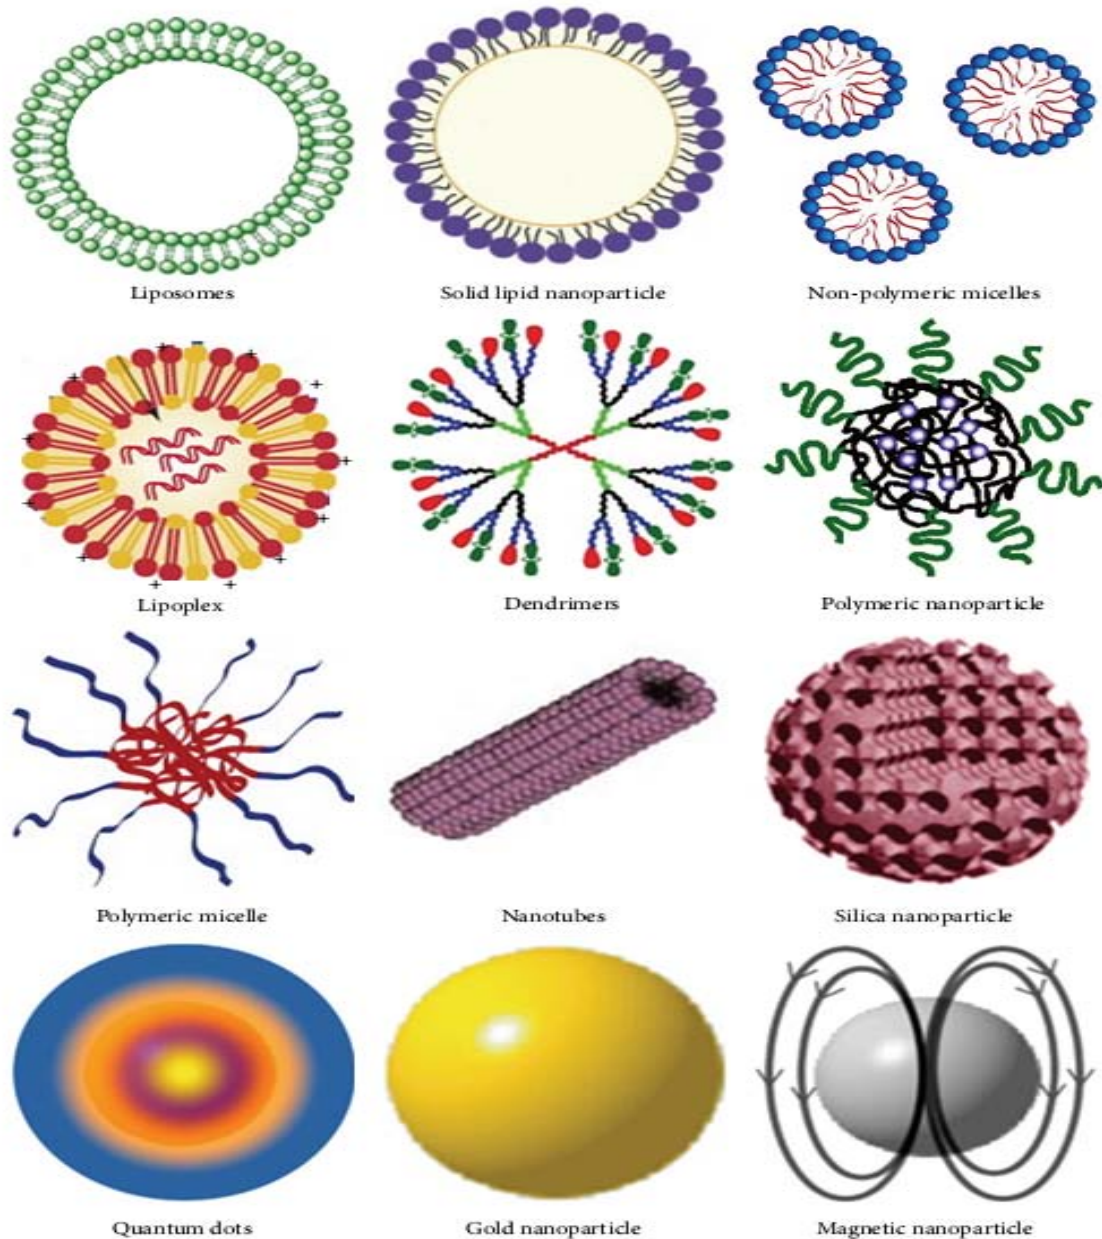 Liposomes
Solid lipid nanoparticle
Non-polymeric micelles
Lipoplex
Dendrimers
Polymeric nanoparticle
Polymeric micelle
Nanotubes
Silica nanoparticle
Quantum dots
Gold nanoparticle
Magnetic nanoparticle